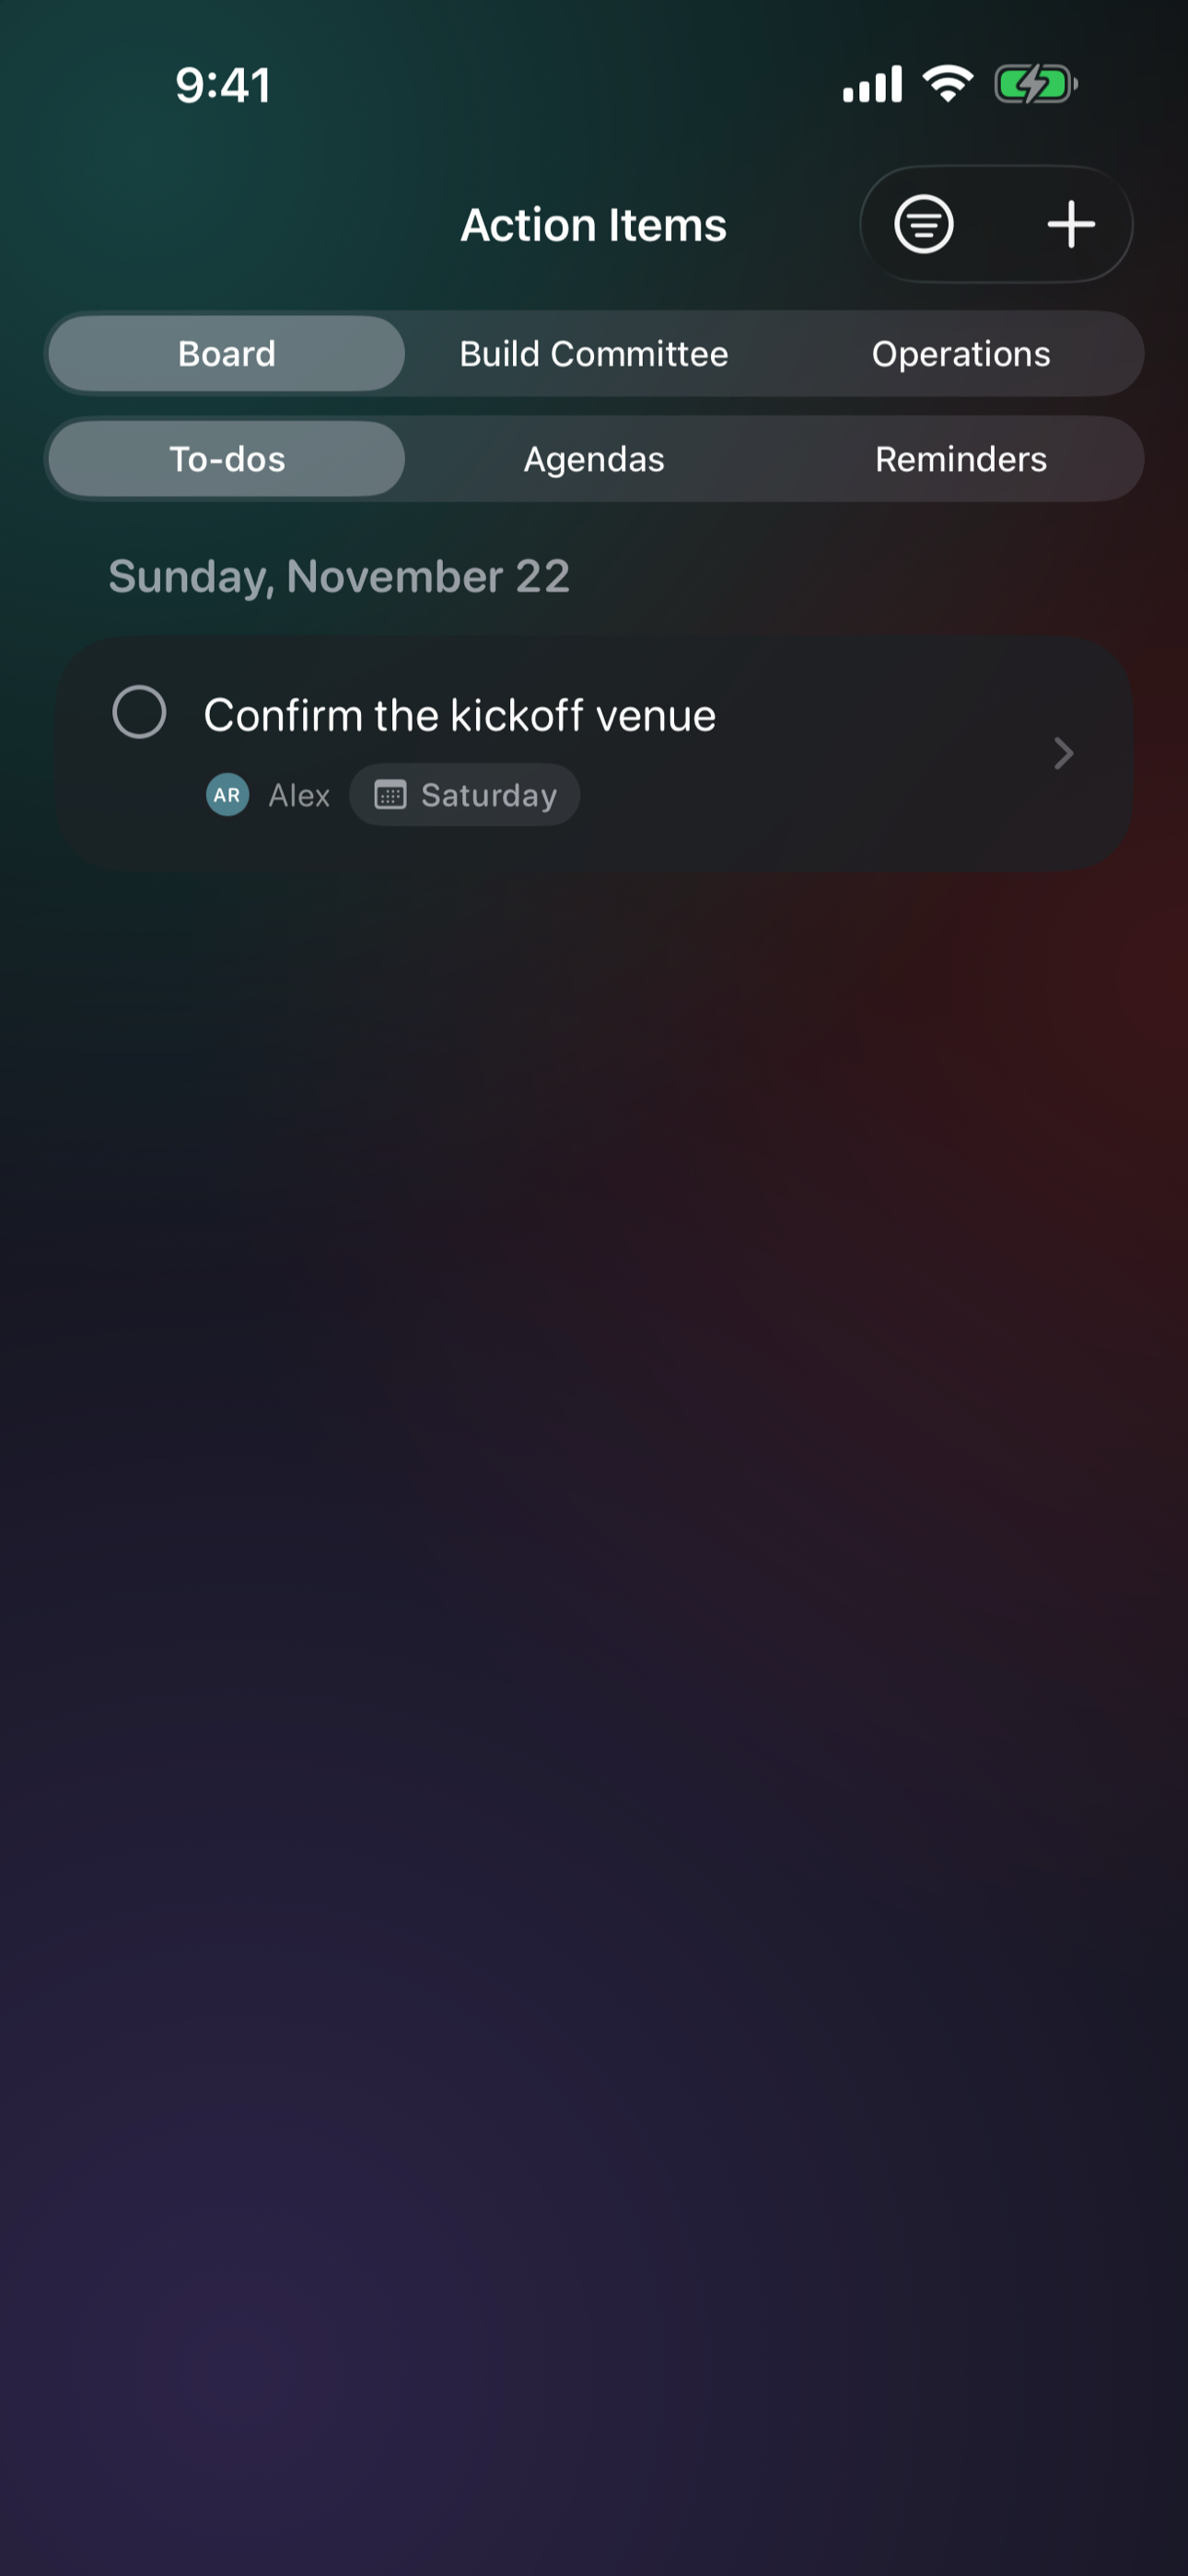 9:41
Action Items
Board Build Committee Operations
To-dos Agendas Reminders
Sunday, November 22
Confirm the kickoff venue
AR Alex Saturday